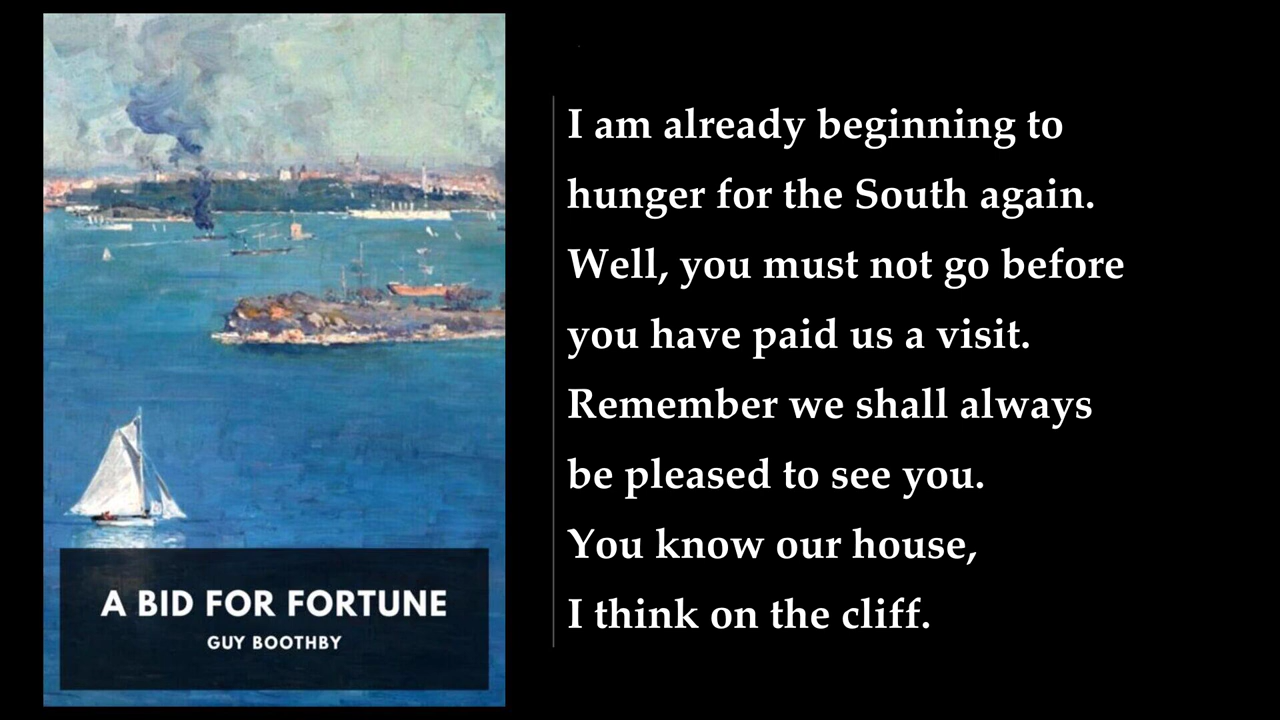 A BID FOR FORTUNE
GUY BOOTHBY
I am already beginning to
hunger for the South again.
Well, you must not go before
you have paid us a visit.
Remember we shall always
be pleased to see you.
You know our house,
I think on the cliff.